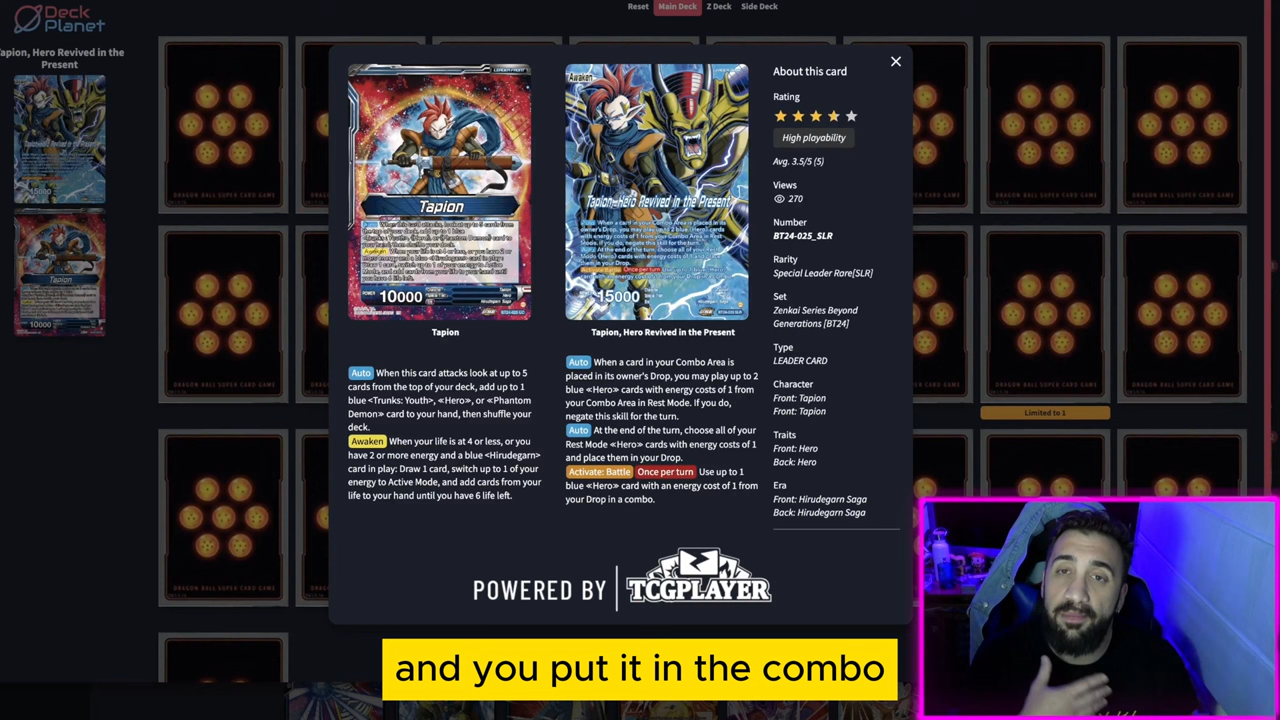 Deck
Planet
Reset
Main Deck
Z Deck
Side Deck
Tapion, Hero Revived in the
Present
LEADER FRONT
Tapion
POWER 10000
Tapion
Auto When this card attacks look at up to 5
cards from the top of your deck, add up to 1
blue <Trunks: Youth>, «Hero», or «Phantom
Demon» card to your hand, then shuffle your
deck.
Awaken When your life is at 4 or less, or you
have 2 or more energy and a blue <Hirudegarn>
card in play: Draw 1 card, switch up to 1 of your
energy to Active Mode, and add cards from your
life to your hand until you have 6 life left.
Awaken
Tapion, Hero Revived in the Present
15000
Tapion, Hero Revived in the Present
Auto When a card in your Combo Area is
placed in its owner's Drop, you may play up to 2
blue «Hero» cards with energy costs of 1 from
your Combo Area in Rest Mode. If you do,
negate this skill for the turn.
Auto At the end of the turn, choose all of your
Rest Mode «Hero» cards with energy costs of 1
and place them in your Drop.
Activate: Battle Once per turn Use up to 1
blue «Hero» card with an energy cost of 1 from
your Drop in a combo.
About this card
Rating
High playability
Avg. 3.5/5 (5)
Views
270
Number
BT24-025_SLR
Rarity
Special Leader Rare[SLR]
Set
Zenkai Series Beyond
Generations [BT24]
Type
LEADER CARD
Character
Front: Tapion
Front: Tapion
Traits
Front: Hero
Back: Hero
Era
Front: Hirudegarn Saga
Back: Hirudegarn Saga
Limited to 1
POWERED BY
TCGPLAYER
and you put it in the combo